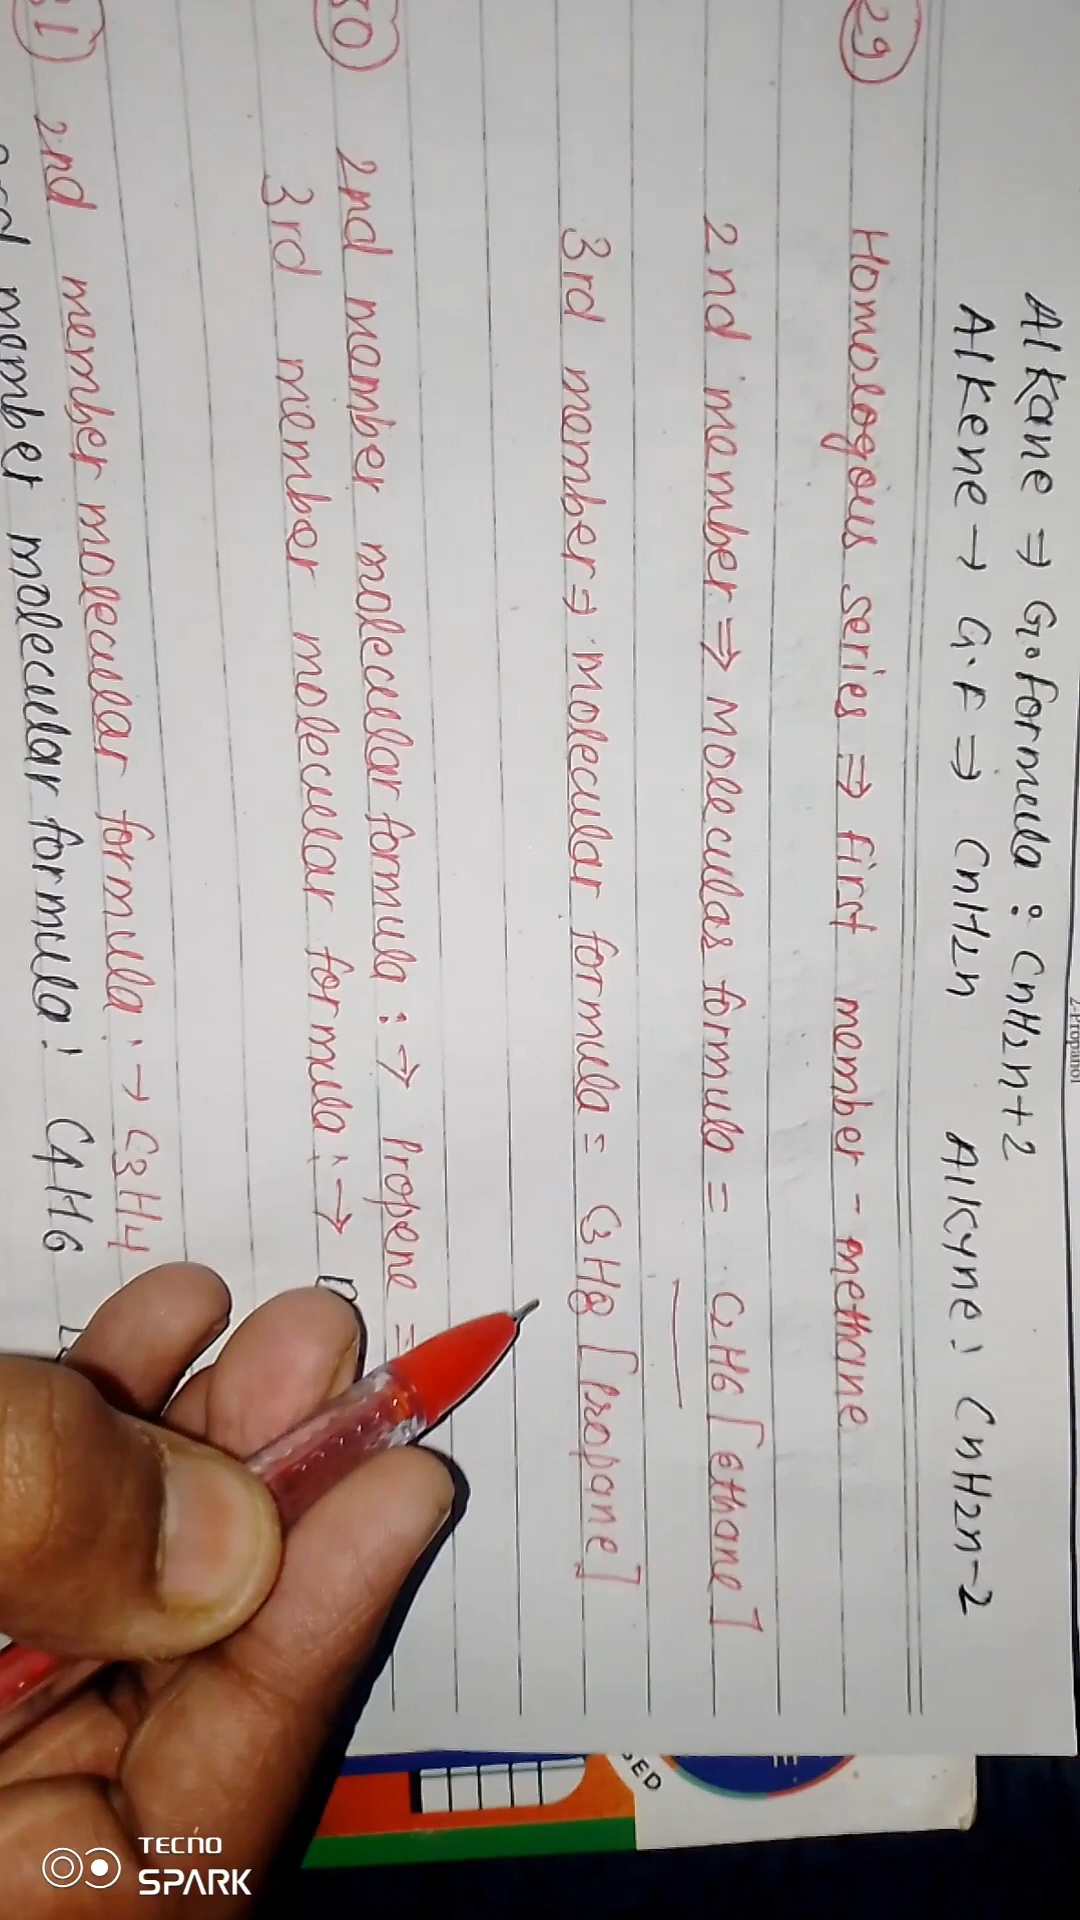 2-Propanol
Alkane ⇒ G. formula : CnH2n+2
Alkene → G.F ⇒ CnH2n Alkyne: CnH2n-2
29 Homologous series ⇒ first member - methane
2nd member ⇒ Molecular formula = C2H6 [ethane]
3rd member ⇒ molecular formula = C3H8 [Propane]
30 2nd member molecular formula : → Propene =
3rd member molecular formula : →
31 2nd member molecular formula : → C3H4
member molecular formula : C4H6
SED
TECNO
SPARK